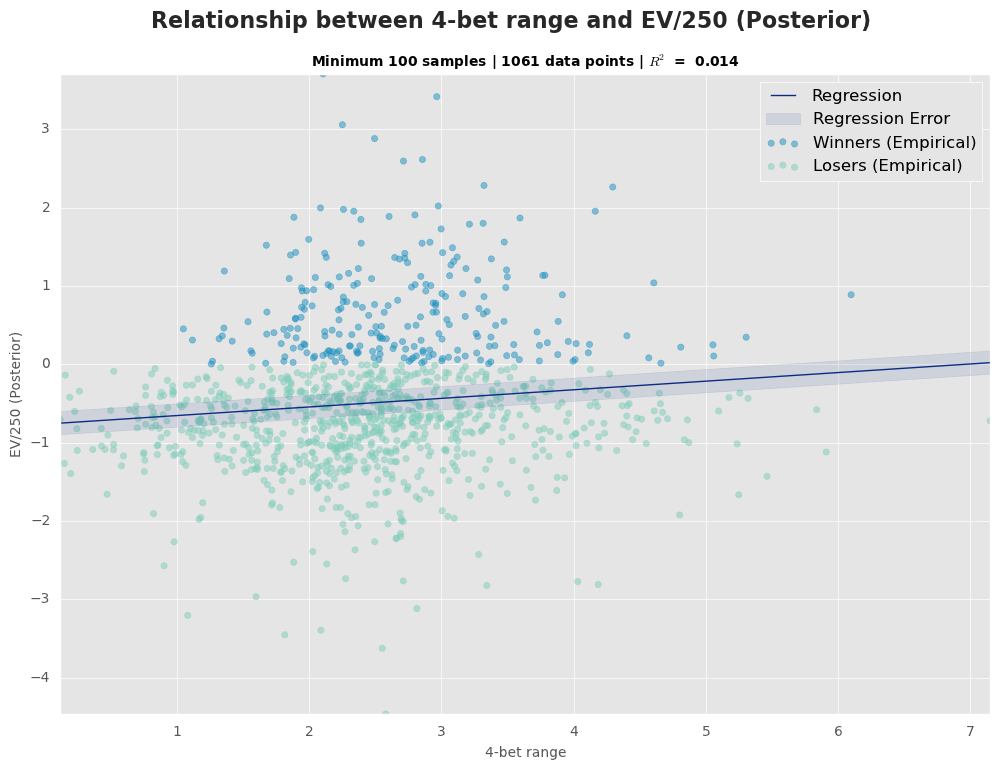 Relationship between 4-bet range and EV/250 (Posterior)
Minimum 100 samples | 1061 data points | R² = 0.014
Regression
Regression Error
Winners (Empirical)
Losers (Empirical)
EV/250 (Posterior)
3
2
1
0
−1
−2
−3
−4
1 2 3 4 5 6 7
4-bet range